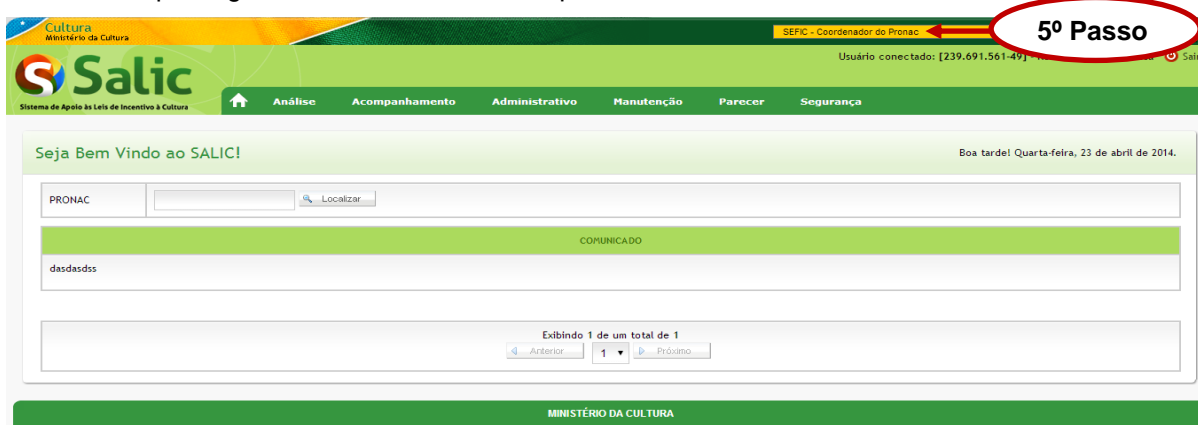 Cultura
Ministério da Cultura
SEFIC - Coordenador do Pronac
5º Passo
Usuário conectado: [239.691.561-49]
Sair
Salic
Sistema de Apoio às Leis de Incentivo à Cultura
Análise Acompanhamento Administrativo Manutenção Parecer Segurança
Seja Bem Vindo ao SALIC!
Boa tarde! Quarta-feira, 23 de abril de 2014.
PRONAC
Localizar
COMUNICADO
dasdasdss
Exibindo 1 de um total de 1
Anterior 1 Próximo
MINISTÉRIO DA CULTURA